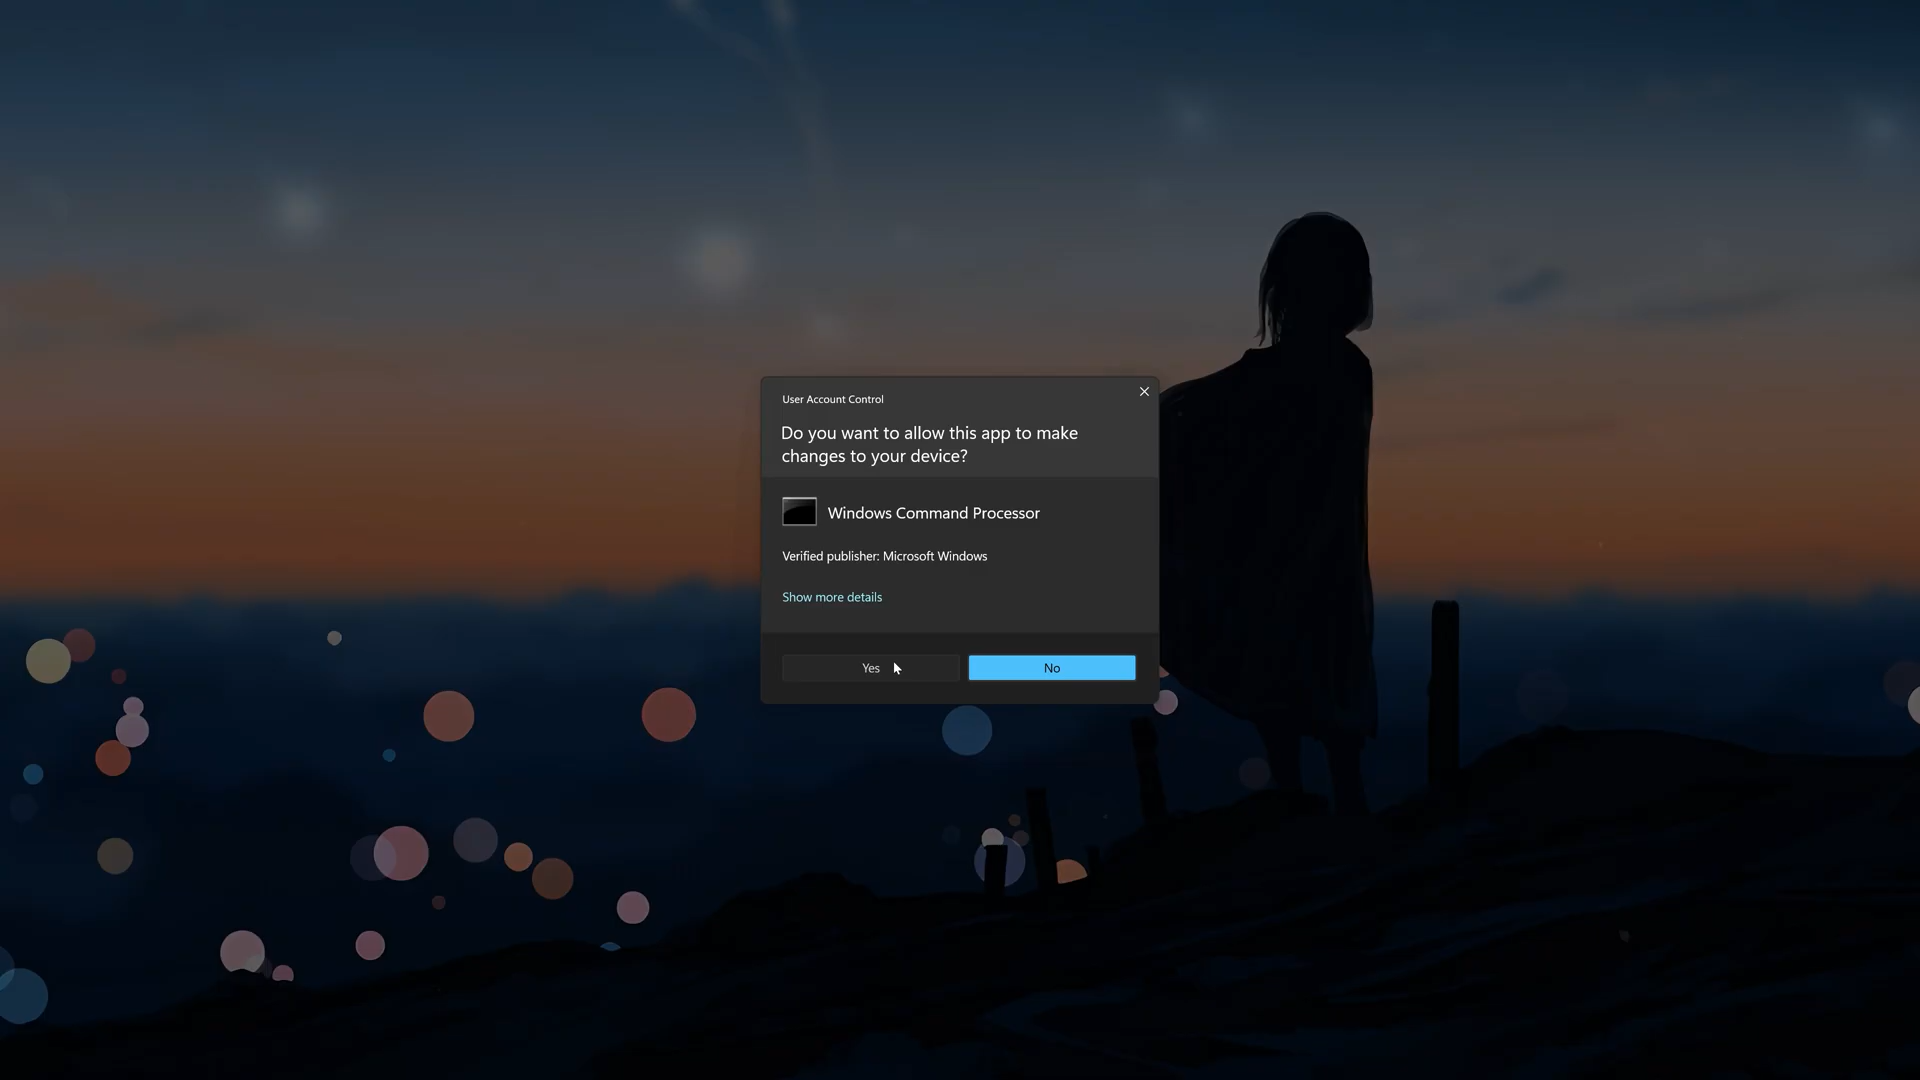 User Account Control
Do you want to allow this app to make
changes to your device?
Windows Command Processor
Verified publisher: Microsoft Windows
Show more details
Yes
No